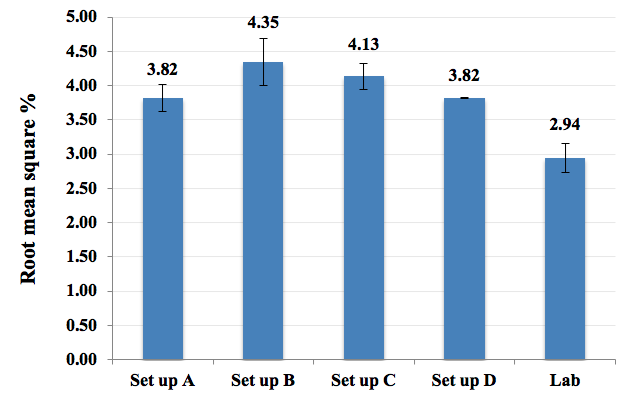 5.00
4.50
4.00
3.50
3.00
2.50
2.00
1.50
1.00
0.50
0.00
Root mean square %
3.82
4.35
4.13
3.82
2.94
Set up A
Set up B
Set up C
Set up D
Lab